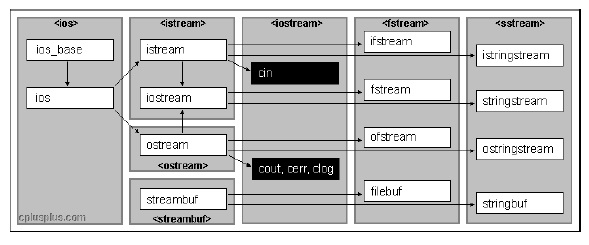 <ios>
<istream>
<iostream>
<fstream>
<sstream>
ios_base
ios
istream
iostream
ostream
<ostream>
streambuf
<streambuf>
cin
cout, cerr, clog
ifstream
fstream
ofstream
filebuf
istringstream
stringstream
ostringstream
stringbuf
cplusplus.com